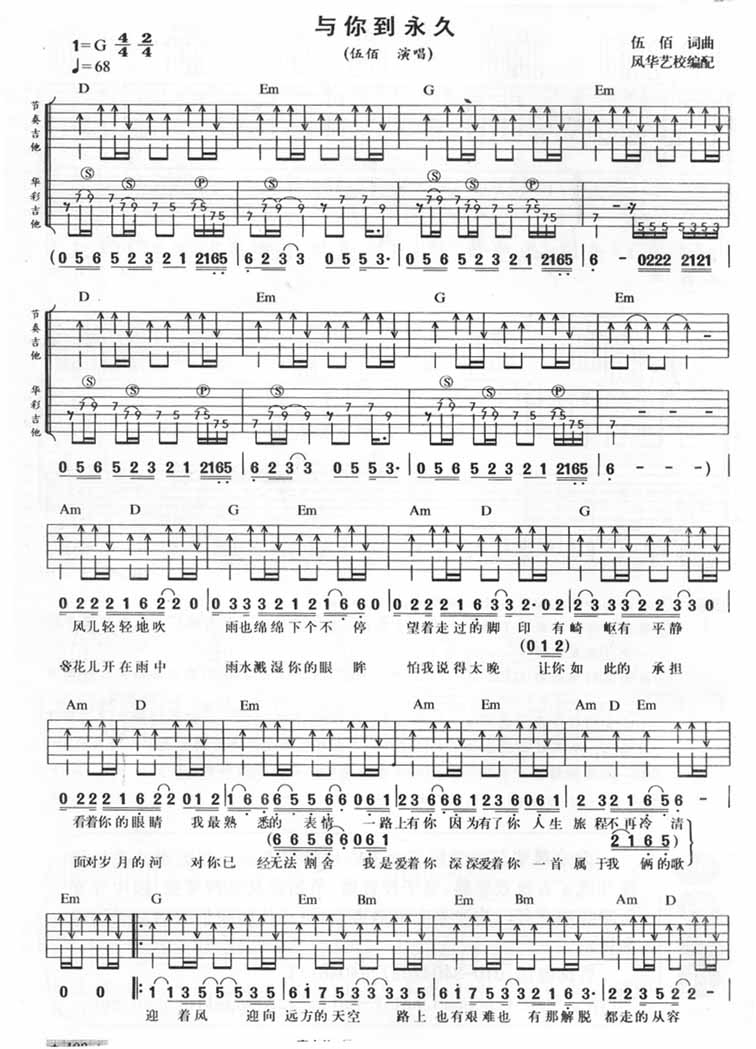 与你到永久
1=G 4/4 2/4
(伍佰 演唱)
伍佰 词曲
♩=68
风华艺校编配
D Em G Em
节奏吉他
华彩吉他
(0 5 6 5 2 3 2 1 2165 | 6 2 3 3 0 5 5 3· | 0 5 6 5 2 3 2 1 2165 | 6 - 0222 2121
D Em G Em
节奏吉他
华彩吉他
0 5 6 5 2 3 2 1 2165 | 6 2 3 3 0 5 5 3· | 0 5 6 5 2 3 2 1 2165 | 6 - - -)
Am D G Em Am D G
0 2 2 2 2 1 6 2 2 0 | 0 3 3 3 3 2 1 6 6 0 | 0 2 2 2 2 3 3 2· 0 2 | 2 3 3 3 2 2 3 3 0
风儿轻轻地吹 雨也绵绵下个不停 望着走过的脚印 有崎岖有平静
(0 1 2)
花儿开在雨中 雨水溅湿你的眼眸 怕我说得太晚 让你如此的承担
Am D Em Am Em Am D Em
0 2 2 2 2 1 6 2 2 0 1 2 | 1 6 6 6 5 5 6 6 0 6 1 | 2 3 6 6 6 1 2 3 6 0 6 1 | 2 3 2 1 6 5 6 -
看着你的眼睛 我最熟悉的表情 一路上有你 因为有了你 人生旅程不再冷清
(6 6 5 6 6 0 6 1) (2 1 6 5)
面对岁月的河 对你已经无法割舍 我是爱着你 深深爱着你 一首属于我俩的歌
Em G Em Bm Em Bm Am D
0 0 ‖: 1 1 3 5 5 3 5 | 6 1 7 5 3 5 5 3 5 | 6 1 7 5 3 3 2 1 6· | 2 2 3 5 2 2 -
迎着风 迎向远方的天空 路上也有艰难也有那解脱 都走的从容